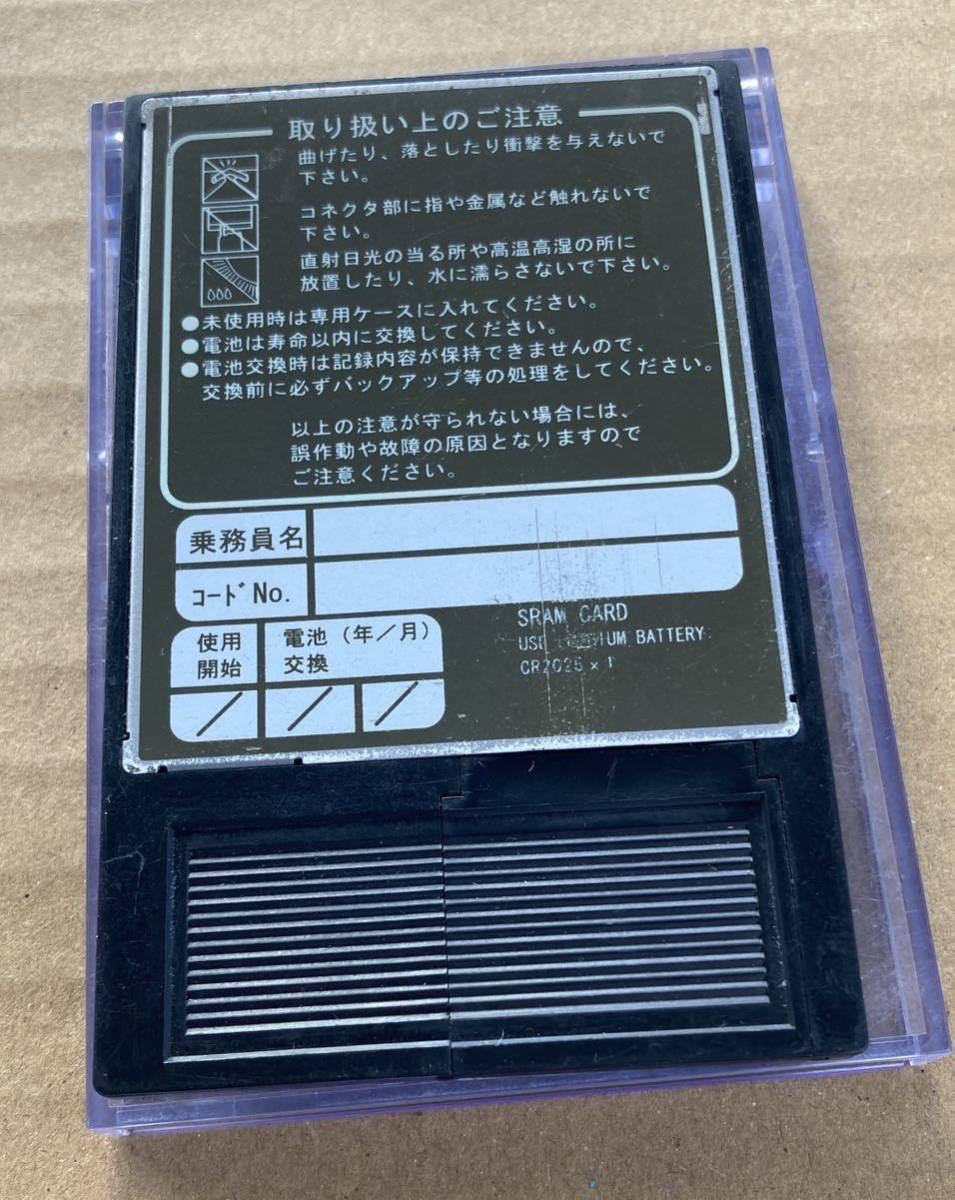 取り扱い上のご注意
曲げたり、落としたり衝撃を与えないで
下さい。
コネクタ部に指や金属など触れないで
下さい。
直射日光の当る所や高温高湿の所に
放置したり、水に濡らさないで下さい。
●未使用時は専用ケースに入れてください。
●電池は寿命以内に交換してください。
●電池交換時は記録内容が保持できませんので、
交換前に必ずバックアップ等の処理をしてください。
以上の注意が守られない場合には、
誤作動や故障の原因となりますので
ご注意ください。
乗務員名
コードNo.
使用
開始
電池（年／月）
交換
／ ／ ／
SRAM CARD
USE BATTERY
CR2025 × 1